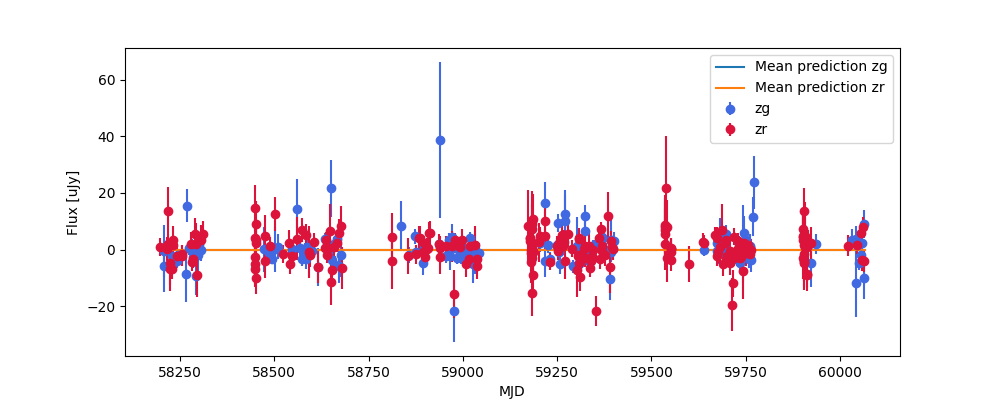 Mean prediction zg
Mean prediction zr
zg
zr
Flux [uJy]
60
40
20
0
−20
58250 58500 58750 59000 59250 59500 59750 60000
MJD